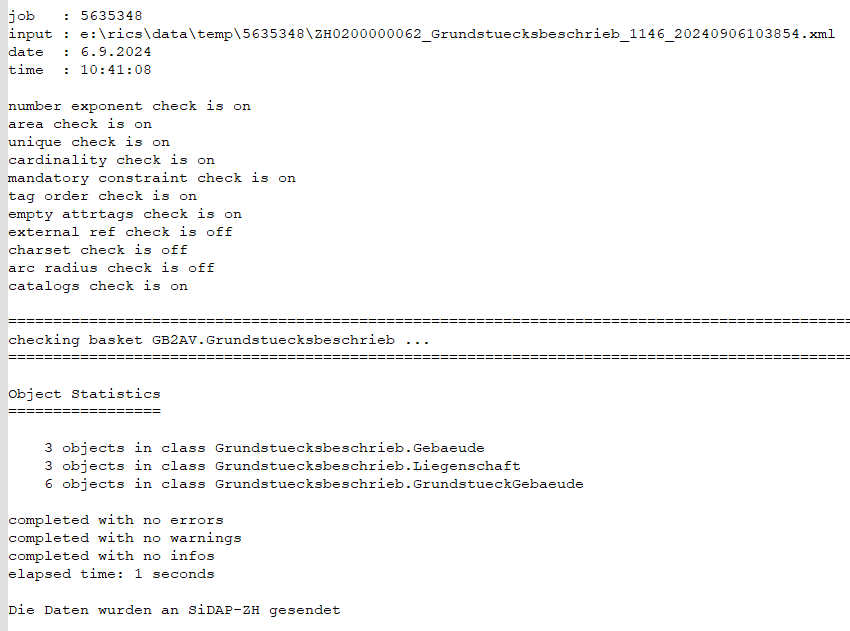 job   : 5635348
input : e:\rics\data\temp\5635348\ZH0200000062_Grundstuecksbeschrieb_1146_20240906103854.xml
date  : 6.9.2024
time  : 10:41:08
number exponent check is on
area check is on
unique check is on
cardinality check is on
mandatory constraint check is on
tag order check is on
empty attrtags check is on
external ref check is off
charset check is off
arc radius check is off
catalogs check is on
==============================================================================================
checking basket GB2AV.Grundstuecksbeschrieb ...
==============================================================================================
Object Statistics
=================
    3 objects in class Grundstuecksbeschrieb.Gebaeude
    3 objects in class Grundstuecksbeschrieb.Liegenschaft
    6 objects in class Grundstuecksbeschrieb.GrundstueckGebaeude
completed with no errors
completed with no warnings
completed with no infos
elapsed time: 1 seconds
Die Daten wurden an SiDAP-ZH gesendet